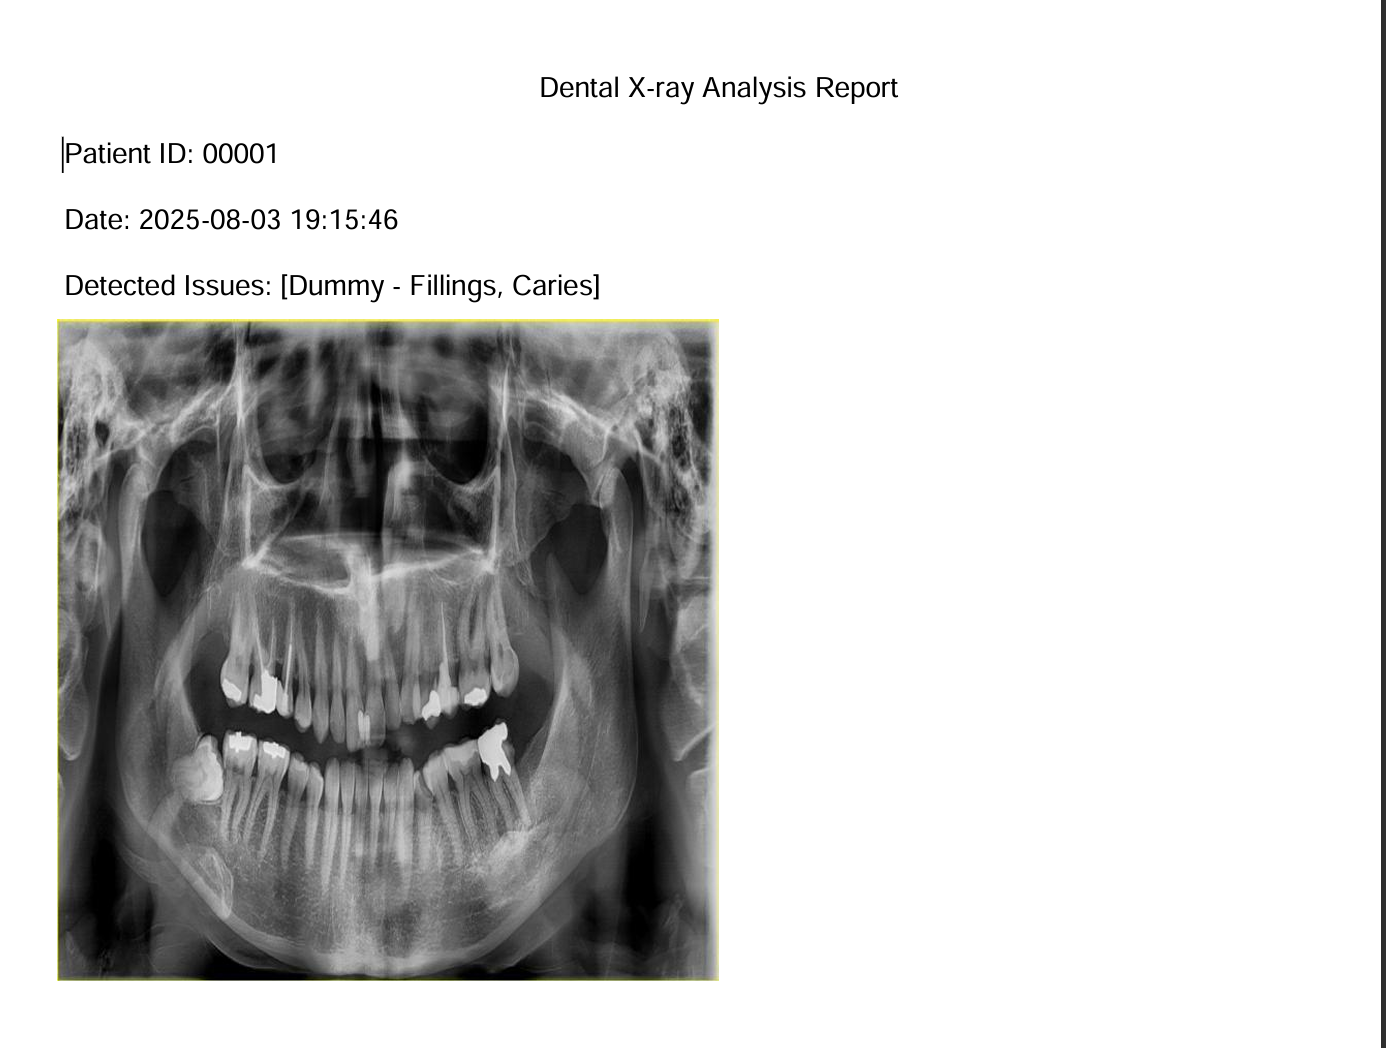 Dental X-ray Analysis Report
Patient ID: 00001
Date: 2025-08-03 19:15:46
Detected Issues: [Dummy - Fillings, Caries]